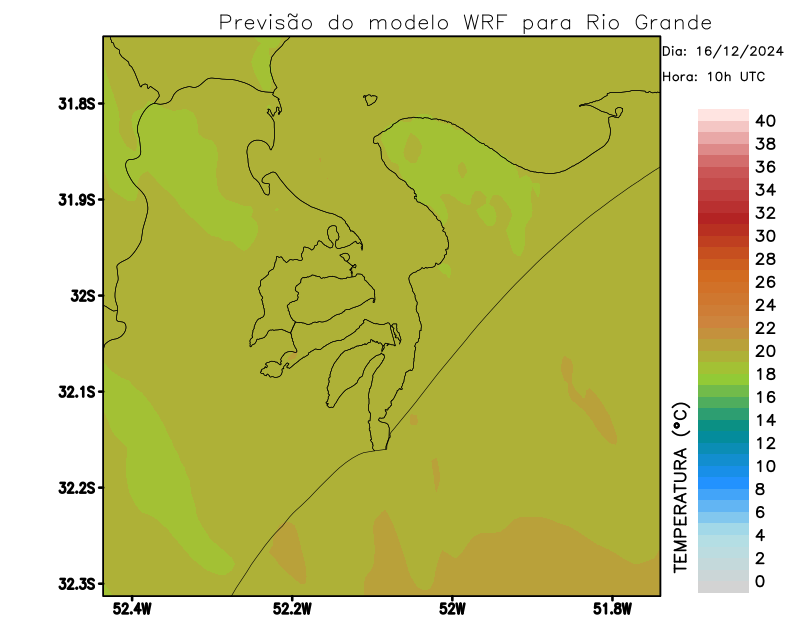 Previsão do modelo WRF para Rio Grande
Dia: 16/12/2024
Hora: 10h UTC
31.8S
31.9S
32S
32.1S
32.2S
32.3S
52.4W
52.2W
52W
51.8W
TEMPERATURA (°C)
40
38
36
34
32
30
28
26
24
22
20
18
16
14
12
10
8
6
4
2
0